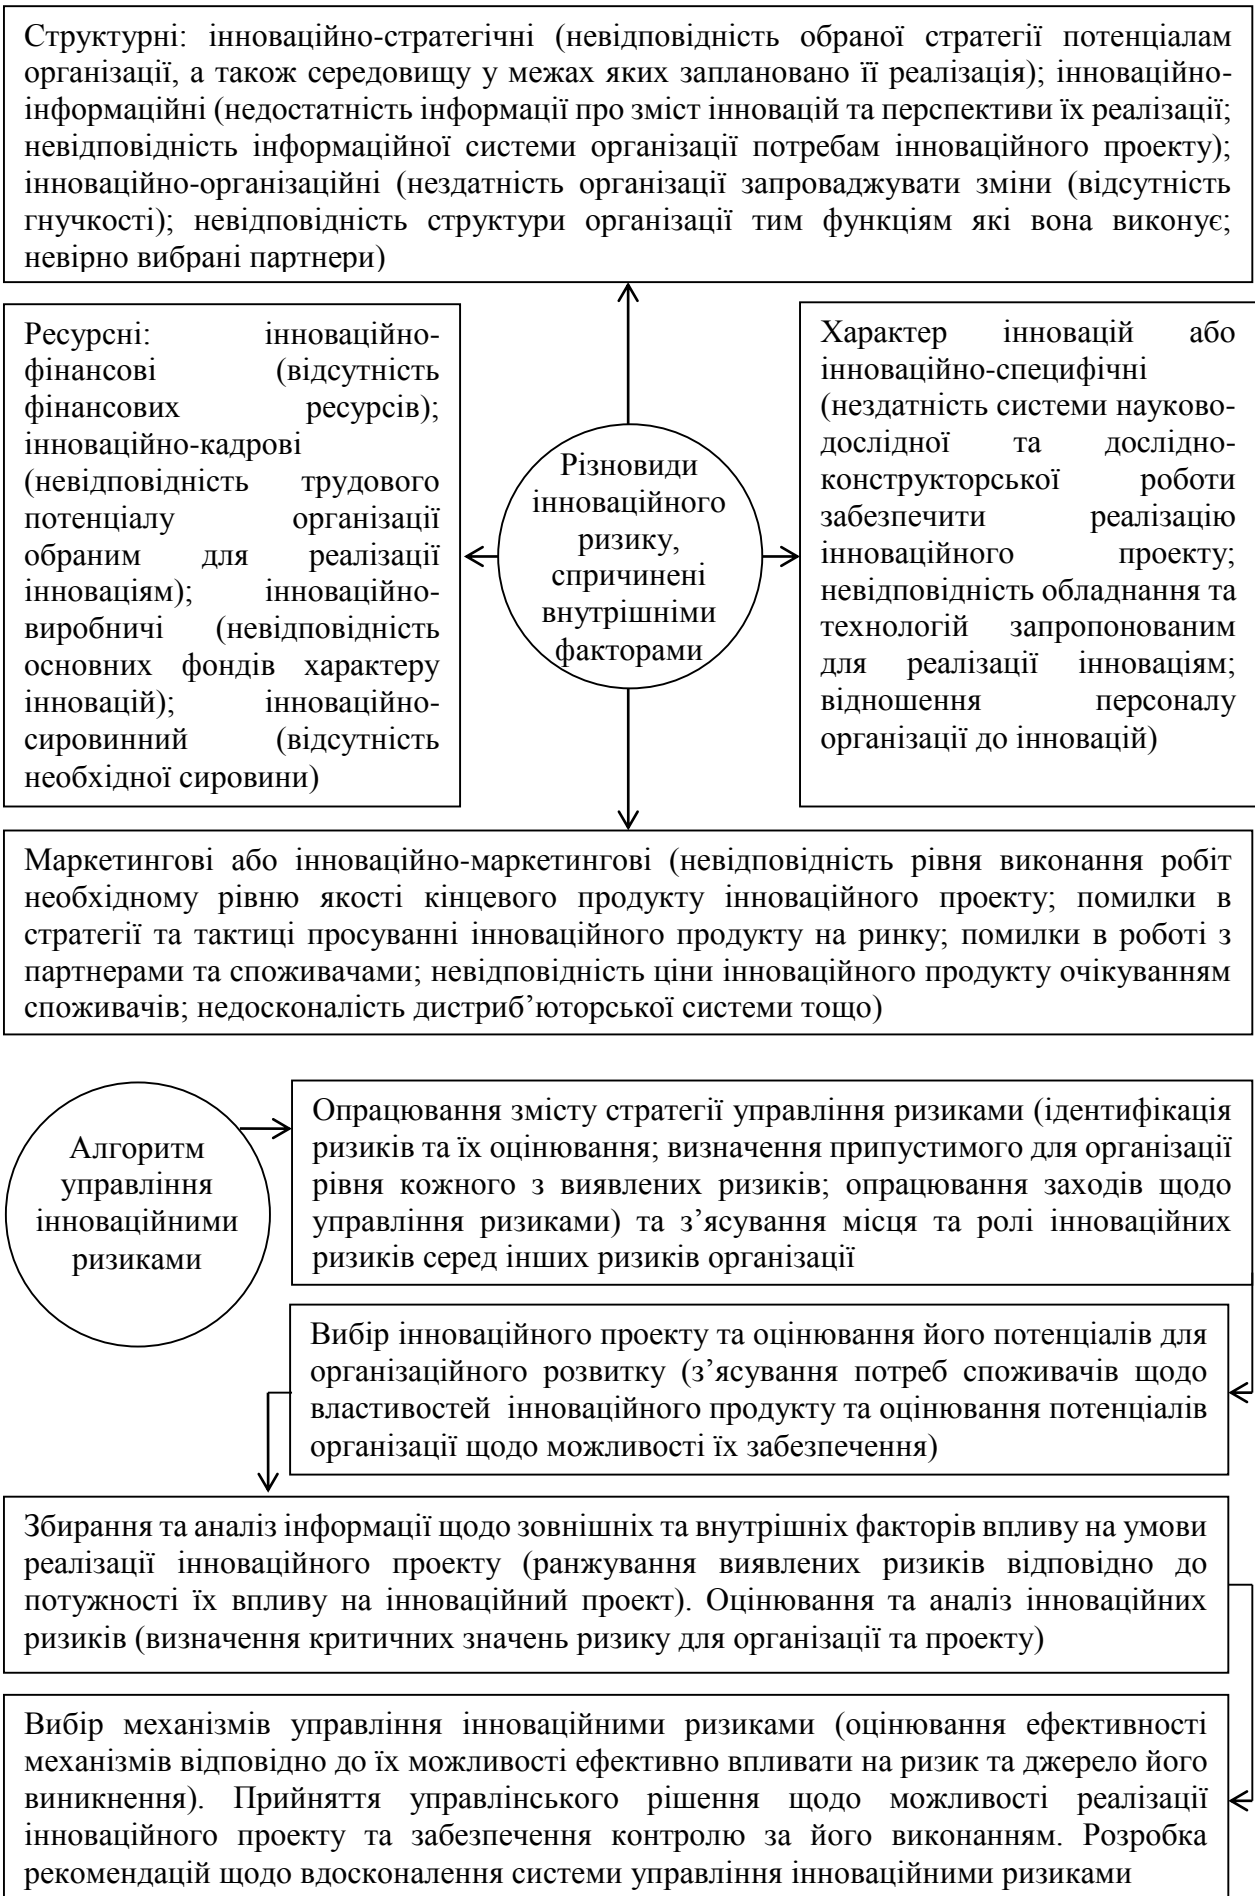 Структурні: інноваційно-стратегічні (невідповідність обраної стратегії потенціалам
організації, а також середовищу у межах яких заплановано її реалізація); інноваційно-
інформаційні (недостатність інформації про зміст інновацій та перспективи їх реалізації;
невідповідність інформаційної системи організації потребам інноваційного проекту);
інноваційно-організаційні (нездатність організації запроваджувати зміни (відсутність
гнучкості); невідповідність структури організації тим функціям які вона виконує;
невірно вибрані партнери)
Ресурсні: інноваційно-
фінансові (відсутність
фінансових ресурсів);
інноваційно-кадрові
(невідповідність трудового
потенціалу організації
обраним для реалізації
інноваціям); інноваційно-
виробничі (невідповідність
основних фондів характеру
інновацій); інноваційно-
сировинний (відсутність
необхідної сировини)
Різновиди
інноваційного
ризику,
спричинені
внутрішніми
факторами
Характер інновацій або
інноваційно-специфічні
(нездатність системи науково-
дослідної та дослідно-
конструкторської роботи
забезпечити реалізацію
інноваційного проекту;
невідповідність обладнання та
технологій запропонованим
для реалізації інноваціям;
відношення персоналу
організації до інновацій)
Маркетингові або інноваційно-маркетингові (невідповідність рівня виконання робіт
необхідному рівню якості кінцевого продукту інноваційного проекту; помилки в
стратегії та тактиці просуванні інноваційного продукту на ринку; помилки в роботі з
партнерами та споживачами; невідповідність ціни інноваційного продукту очікуванням
споживачів; недосконалість дистриб’юторської системи тощо)
Алгоритм
управління
інноваційними
ризиками
Опрацювання змісту стратегії управління ризиками (ідентифікація
ризиків та їх оцінювання; визначення припустимого для організації
рівня кожного з виявлених ризиків; опрацювання заходів щодо
управління ризиками) та з’ясування місця та ролі інноваційних
ризиків серед інших ризиків організації
Вибір інноваційного проекту та оцінювання його потенціалів для
організаційного розвитку (з’ясування потреб споживачів щодо
властивостей інноваційного продукту та оцінювання потенціалів
організації щодо можливості їх забезпечення)
Збирання та аналіз інформації щодо зовнішніх та внутрішніх факторів впливу на умови
реалізації інноваційного проекту (ранжування виявлених ризиків відповідно до
потужності їх впливу на інноваційний проект). Оцінювання та аналіз інноваційних
ризиків (визначення критичних значень ризику для організації та проекту)
Вибір механізмів управління інноваційними ризиками (оцінювання ефективності
механізмів відповідно до їх можливості ефективно впливати на ризик та джерело його
виникнення). Прийняття управлінського рішення щодо можливості реалізації
інноваційного проекту та забезпечення контролю за його виконанням. Розробка
рекомендацій щодо вдосконалення системи управління інноваційними ризиками